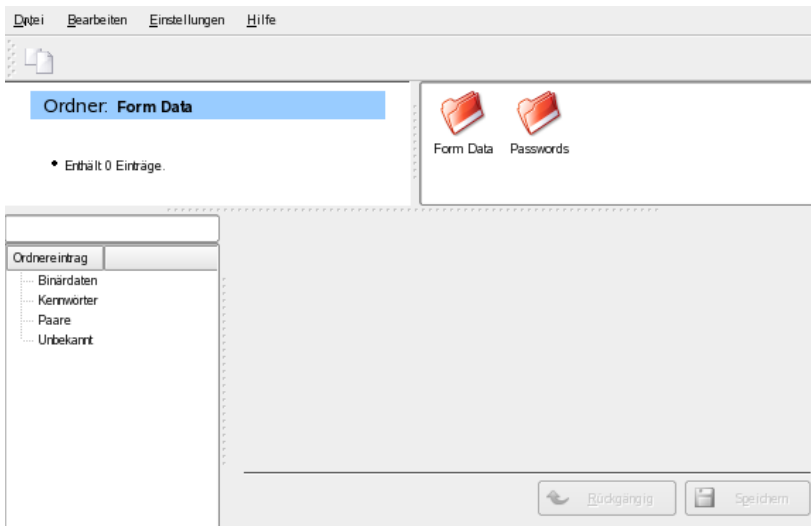 Datei Bearbeiten Einstellungen Hilfe
Ordner: Form Data
Enthält 0 Einträge.
Form Data Passwords
Ordnereintrag
Binärdaten
Kennwörter
Paare
Unbekannt
Rückgängig Speichern